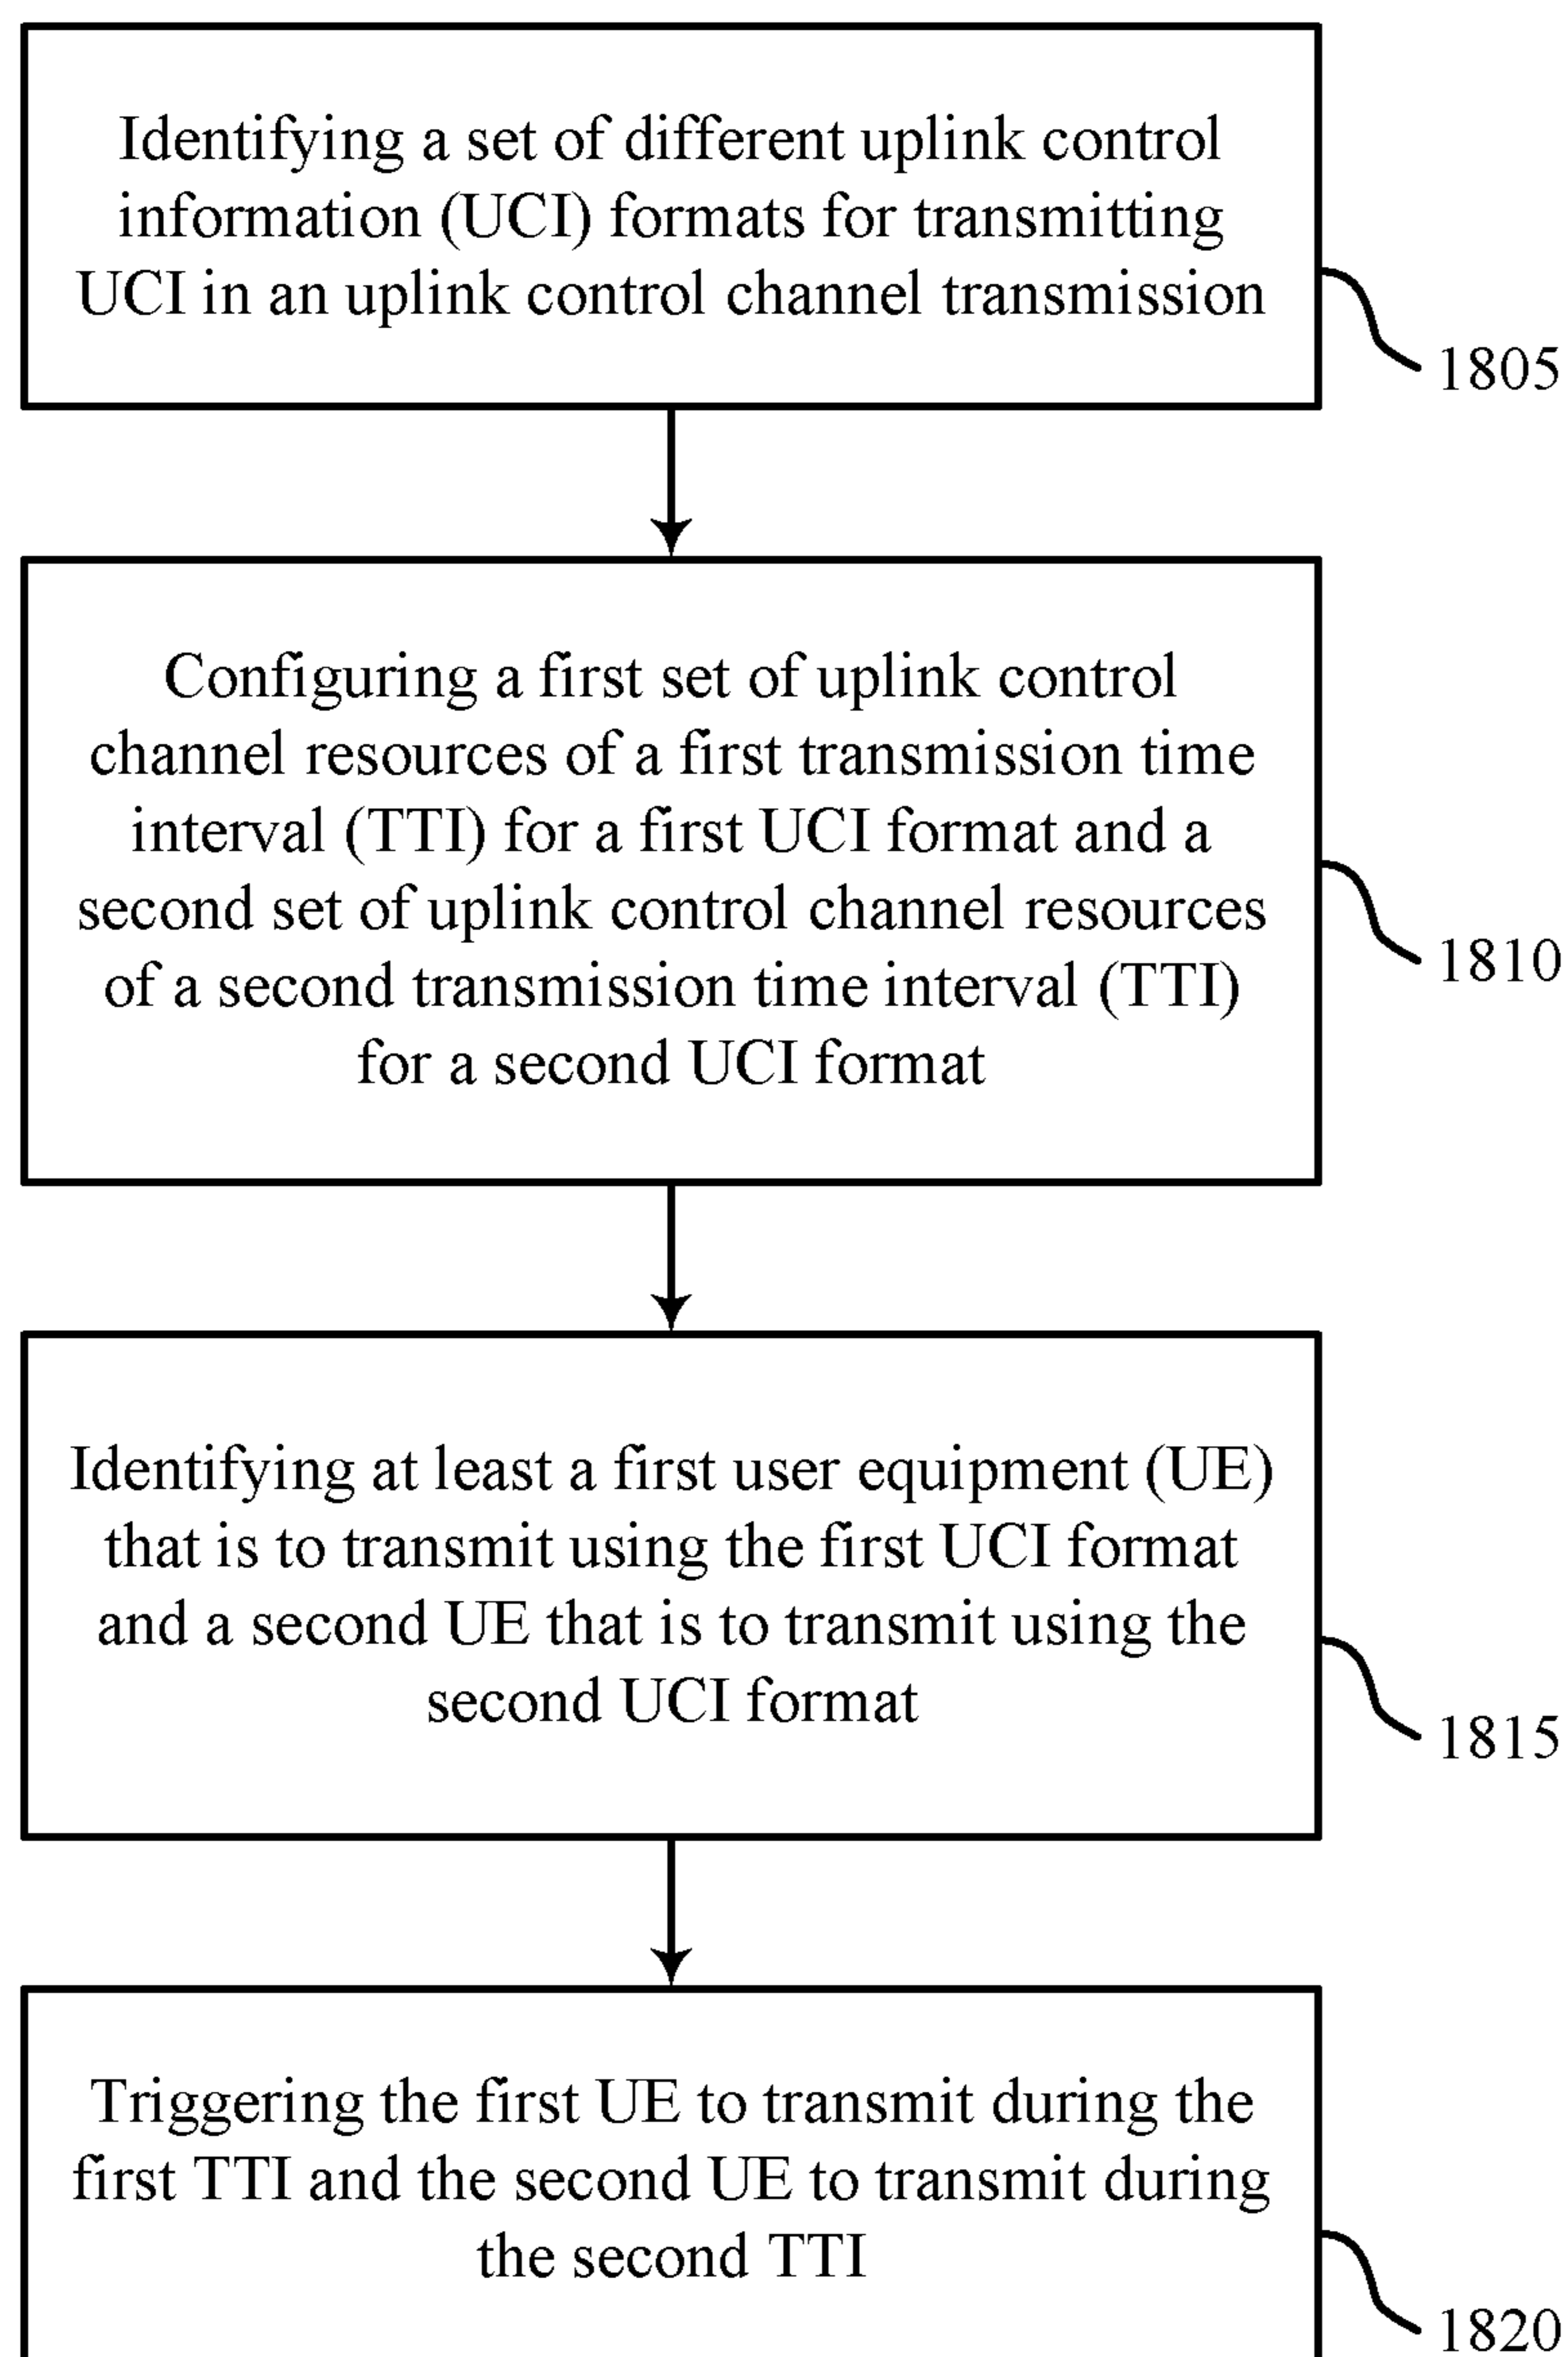 Identifying a set of different uplink control
information (UCI) formats for transmitting
UCI in an uplink control channel transmission
1805
Configuring a first set of uplink control
channel resources of a first transmission time
interval (TTI) for a first UCI format and a
second set of uplink control channel resources
of a second transmission time interval (TTI)
for a second UCI format
1810
Identifying at least a first user equipment (UE)
that is to transmit using the first UCI format
and a second UE that is to transmit using the
second UCI format
1815
Triggering the first UE to transmit during the
first TTI and the second UE to transmit during
the second TTI
1820